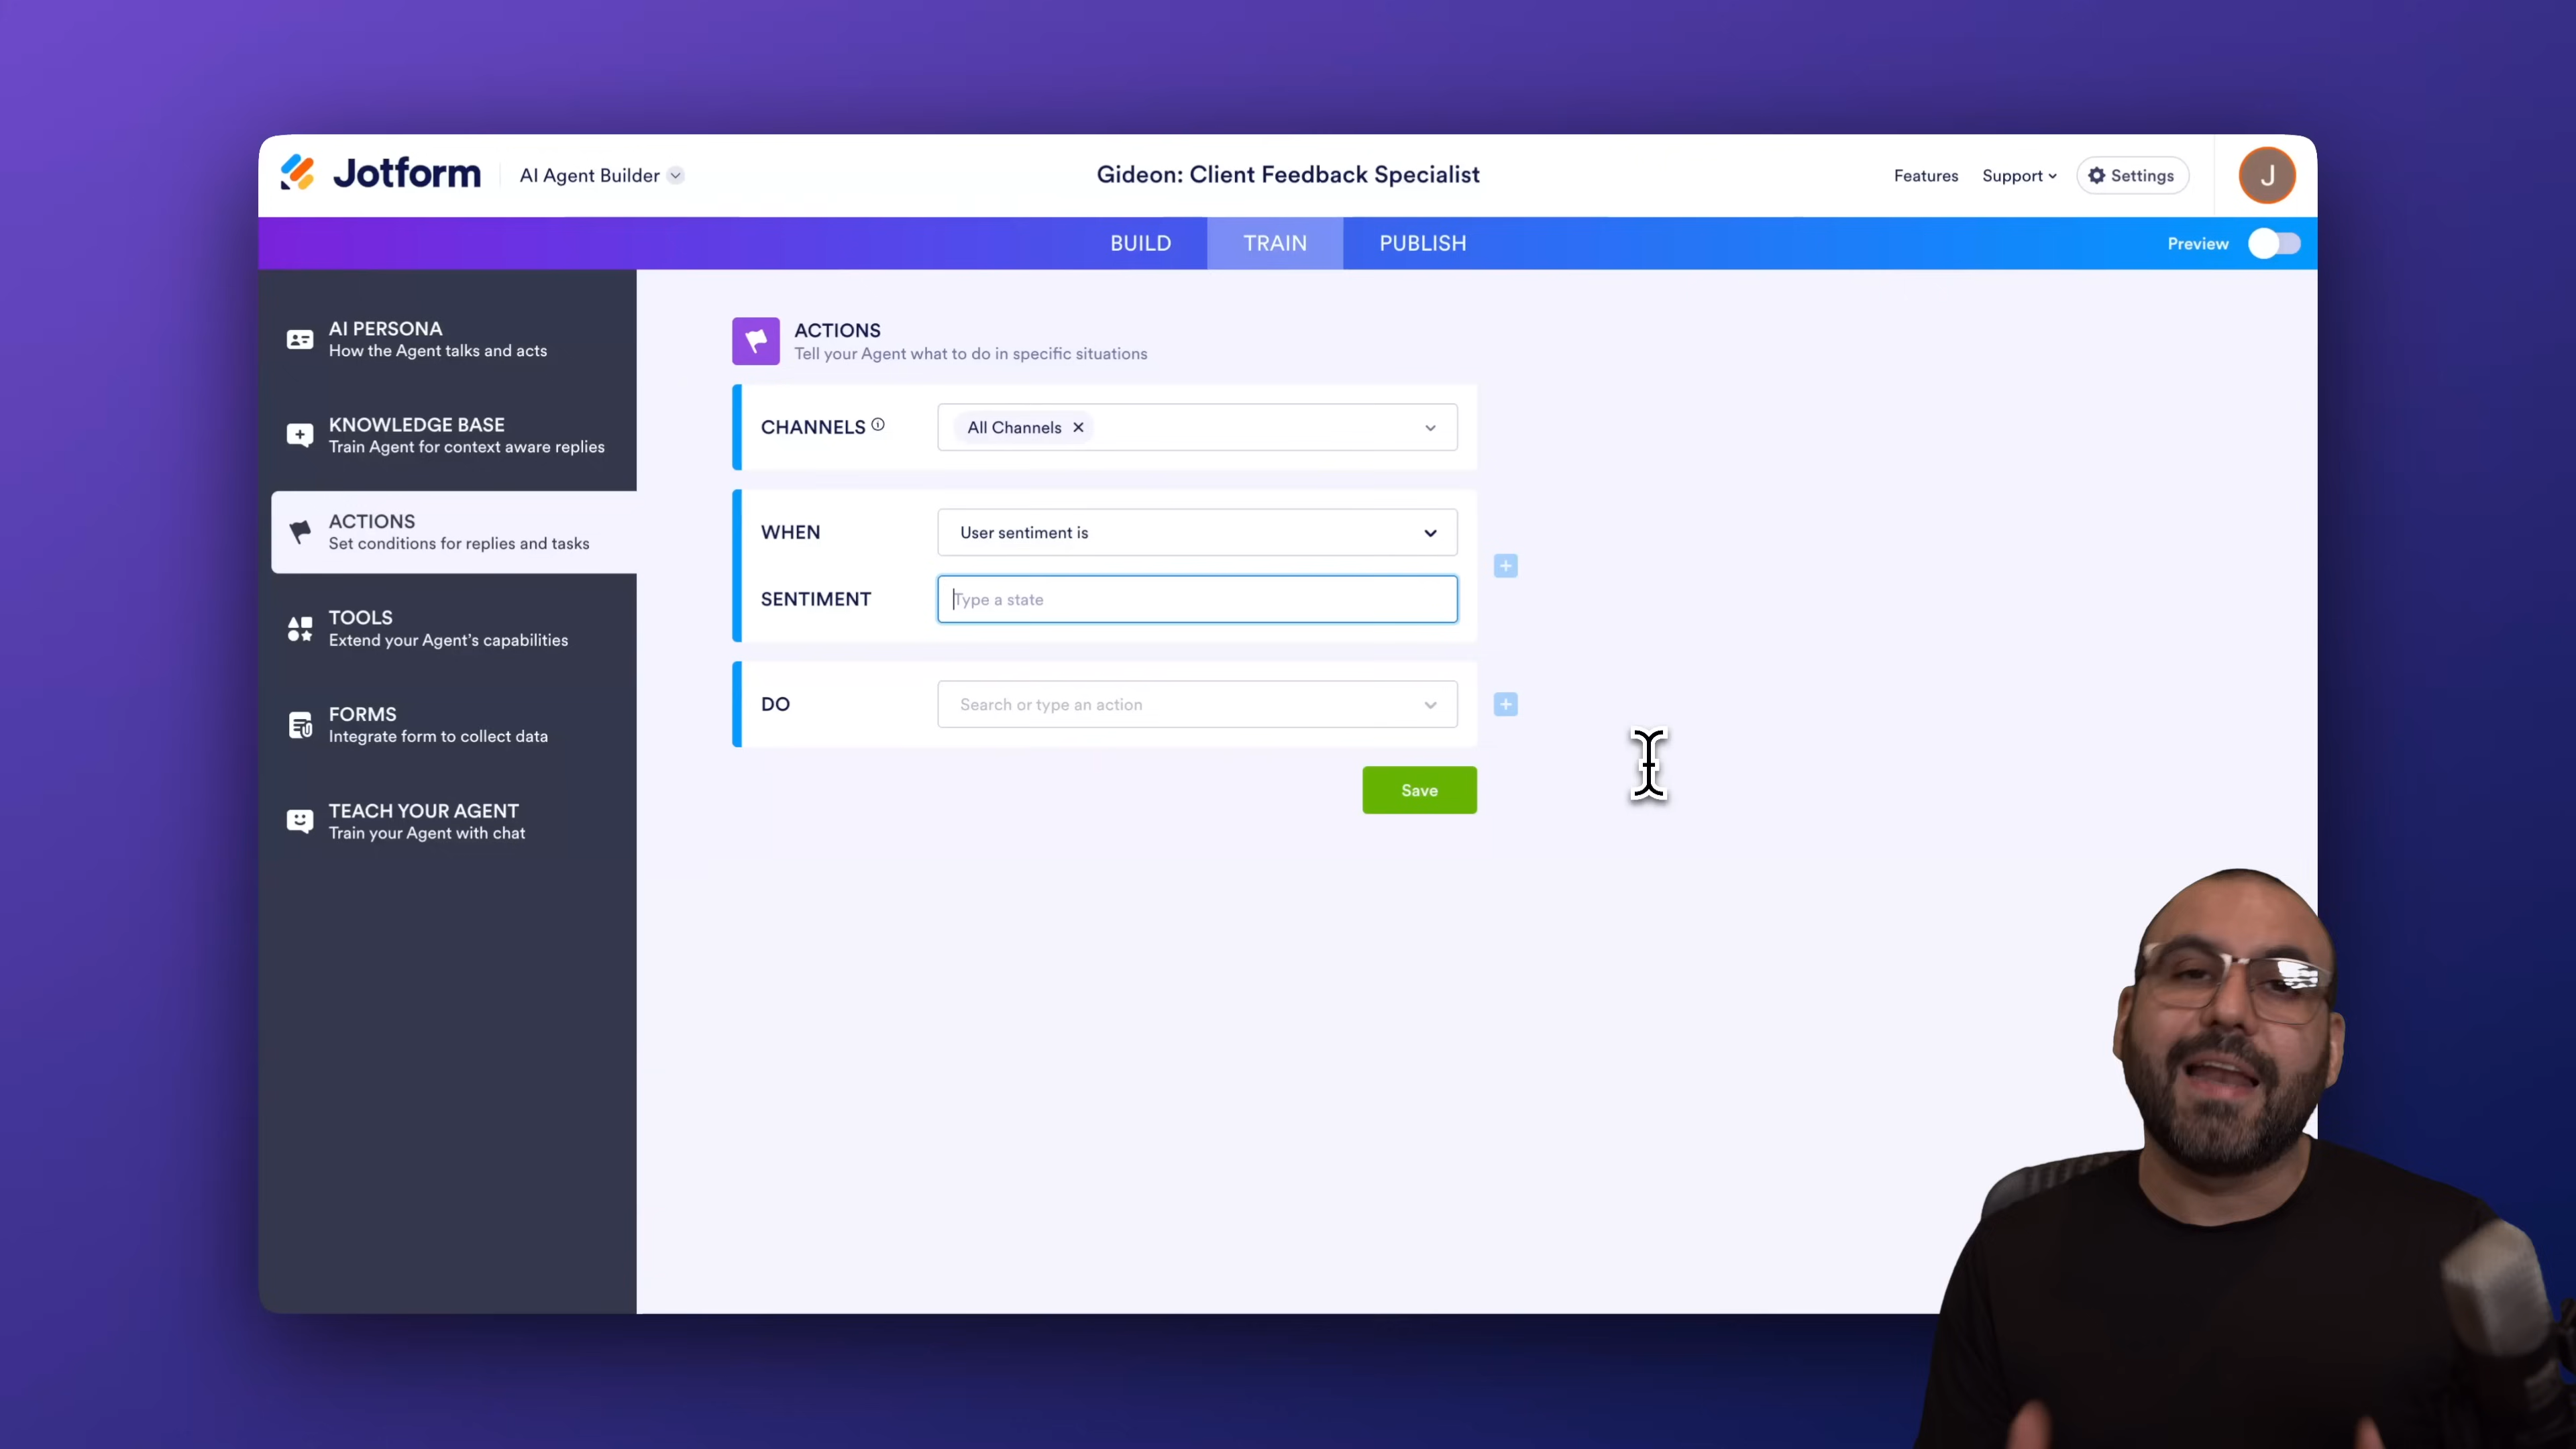 Jotform
AI Agent Builder
Gideon: Client Feedback Specialist
Features
Support
Settings
J
BUILD
TRAIN
PUBLISH
Preview
AI PERSONA
How the Agent talks and acts
KNOWLEDGE BASE
Train Agent for context aware replies
ACTIONS
Set conditions for replies and tasks
TOOLS
Extend your Agent's capabilities
FORMS
Integrate form to collect data
TEACH YOUR AGENT
Train your Agent with chat
ACTIONS
Tell your Agent what to do in specific situations
CHANNELS
All Channels
WHEN
User sentiment is
SENTIMENT
Type a state
DO
Search or type an action
Save